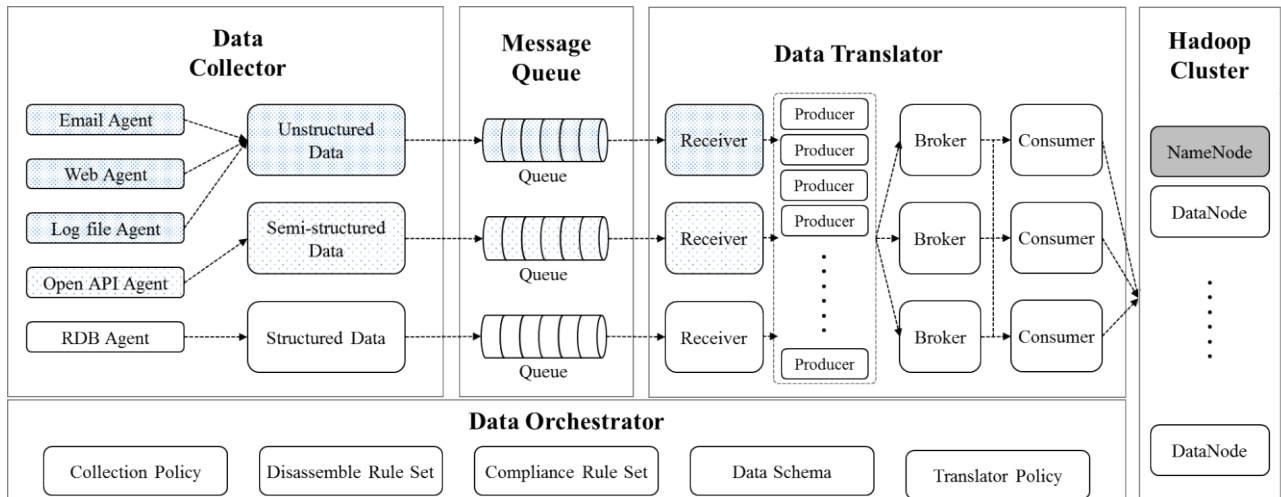 Data
Collector
Email Agent
Web Agent
Log file Agent
Open API Agent
RDB Agent
Unstructured
Data
Semi-structured
Data
Structured Data
Message
Queue
Queue
Queue
Queue
Data Translator
Receiver
Receiver
Receiver
Producer
Producer
Producer
Producer
Producer
Broker
Broker
Broker
Consumer
Consumer
Consumer
Hadoop
Cluster
NameNode
DataNode
DataNode
Data Orchestrator
Collection Policy
Disassemble Rule Set
Compliance Rule Set
Data Schema
Translator Policy